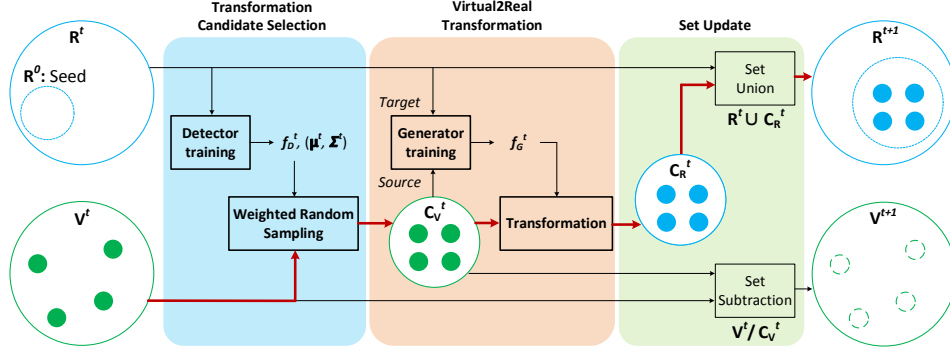 Transformation
Candidate Selection
Virtual2Real
Transformation
Set Update
R^t
R^0: Seed
R^{t+1}
Set
Union
R^t U C_R^t
Target
Detector
training
f_D^t, (μ^t, Σ^t)
Generator
training
f_G^t
Source
C_R^t
V^t
Weighted Random
Sampling
C_V^t
Transformation
V^{t+1}
Set
Subtraction
V^t/ C_V^t